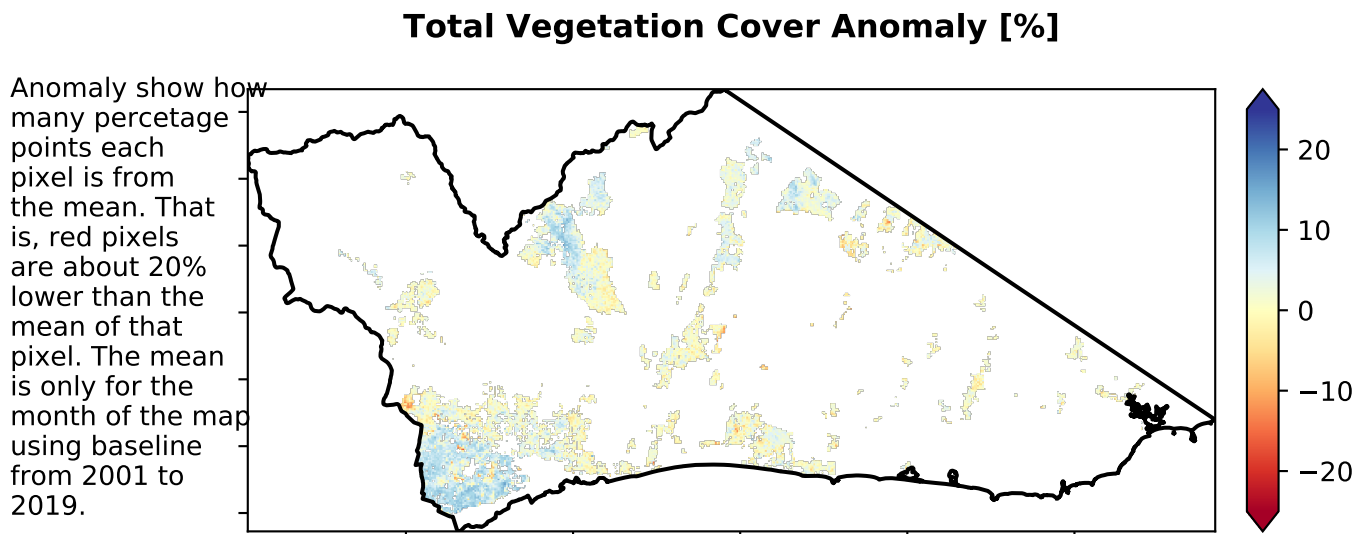 Total Vegetation Cover Anomaly [%]
Anomaly show how
many percetage
points each
pixel is from
the mean. That
is, red pixels
are about 20%
lower than the
mean of that
pixel. The mean
is only for the
month of the map
using baseline
from 2001 to
2019.
20
10
0
−10
−20